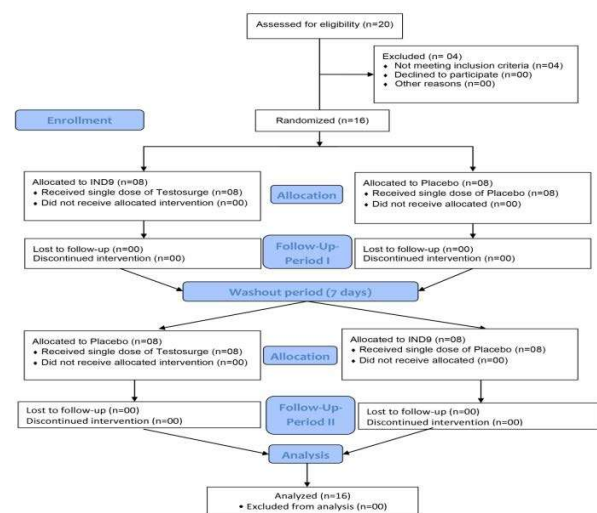 Assessed for eligibility (n=20)
Excluded (n= 04)
♦ Not meeting inclusion criteria (n=04)
♦ Declined to participate (n=00)
♦ Other reasons (n=00)
Enrollment
Randomized (n=16)
Allocated to IND9 (n=08)
♦ Received single dose of Testosurge (n=08)
♦ Did not receive allocated intervention (n=00)
Allocation
Allocated to Placebo (n=08)
♦ Received single dose of Placebo (n=08)
♦ Did not receive allocated (n=00)
Lost to follow-up (n=00)
Discontinued intervention (n=00)
Follow-Up-
Period I
Lost to follow-up (n=00)
Discontinued intervention (n=00)
Washout period (7 days)
Allocated to Placebo (n=08)
♦ Received single dose of Testosurge (n=08)
♦ Did not receive allocated intervention (n=00)
Allocation
Allocated to IND9 (n=08)
♦ Received single dose of Placebo (n=08)
♦ Did not receive allocated (n=00)
Lost to follow-up (n=00)
Discontinued intervention (n=00)
Follow-Up-
Period II
Lost to follow-up (n=00)
Discontinued intervention (n=00)
Analysis
Analyzed (n=16)
♦ Excluded from analysis (n=00)